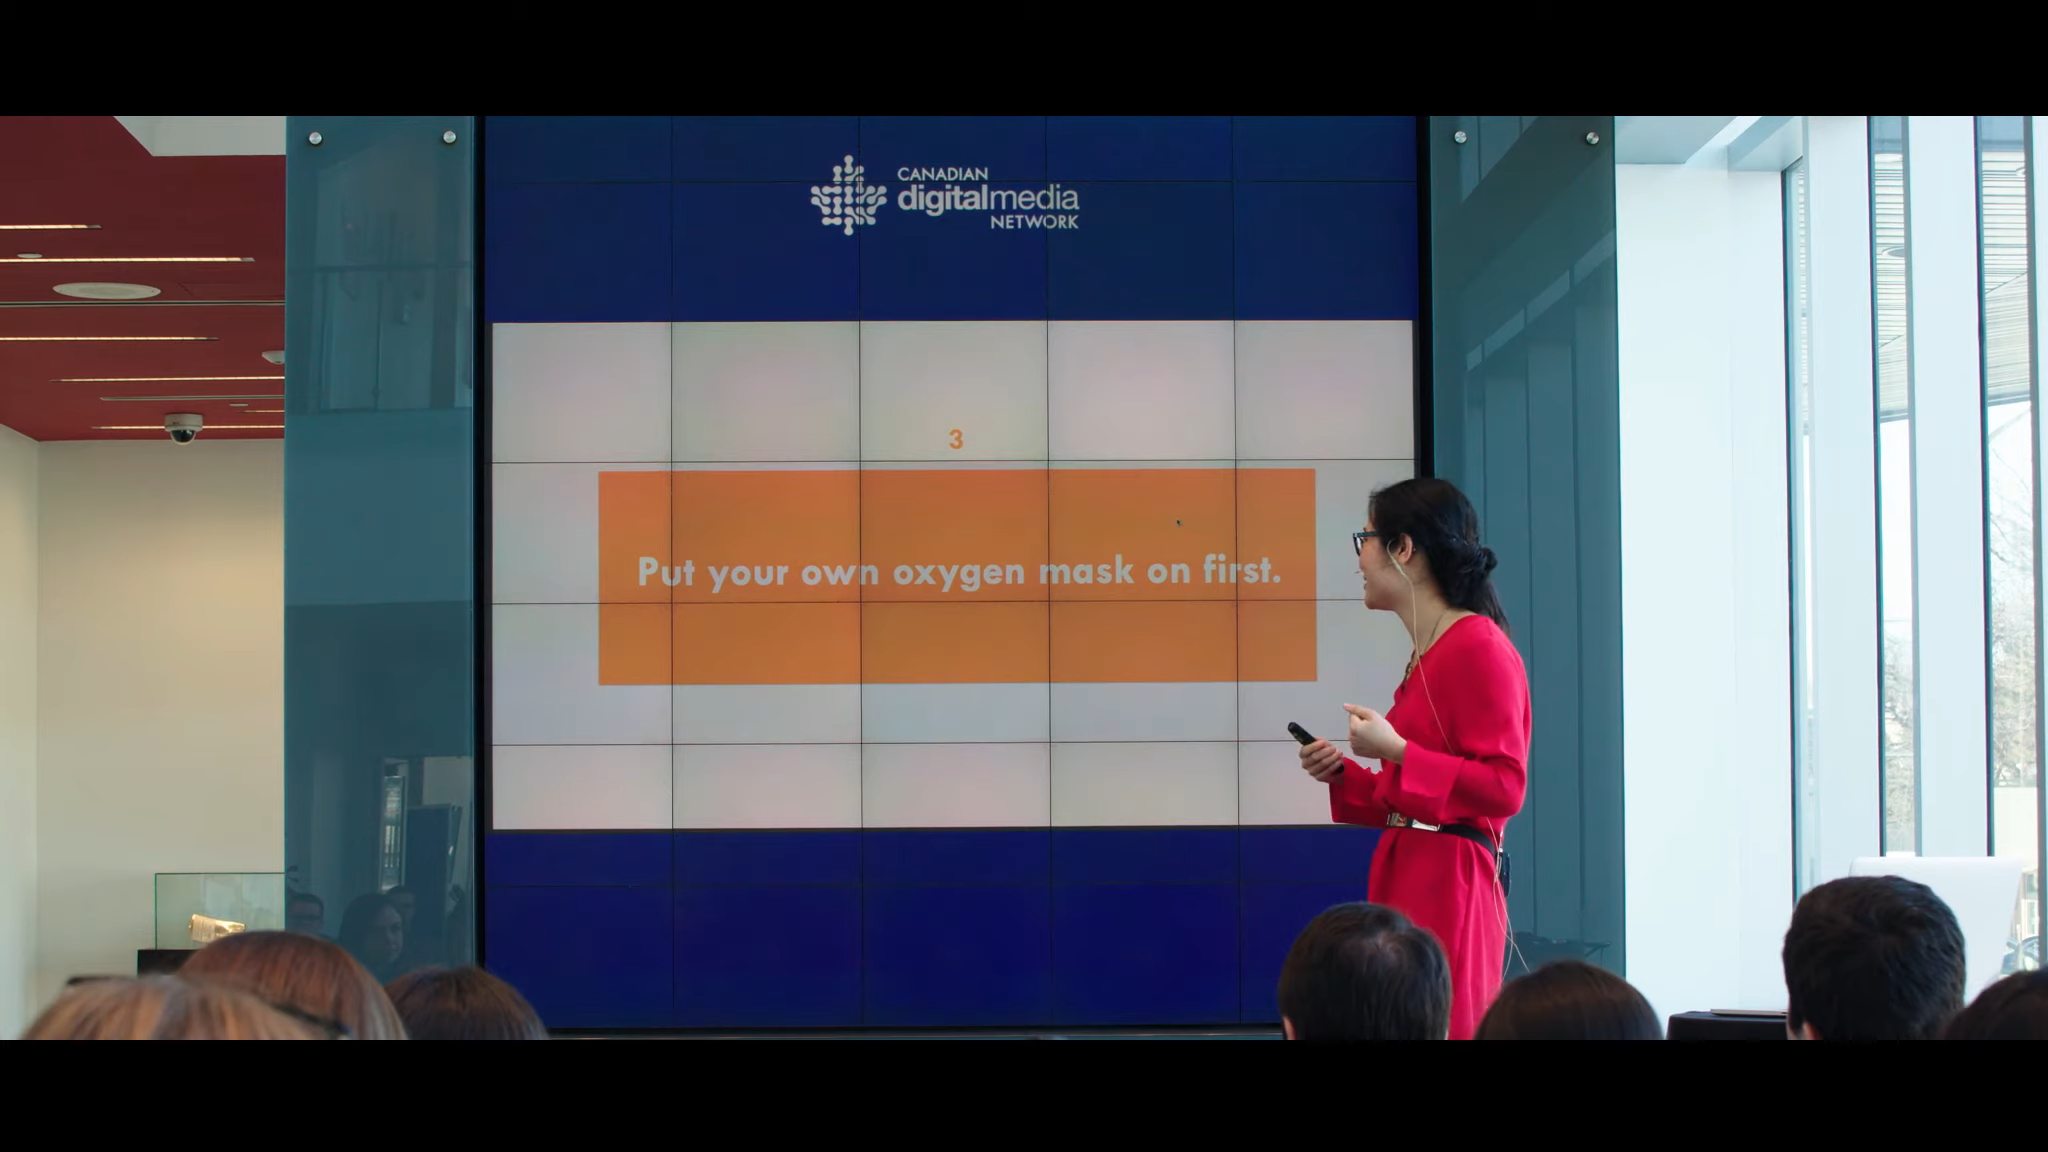 CANADIAN
digitalmedia
NETWORK
3
Put your own oxygen mask on first.